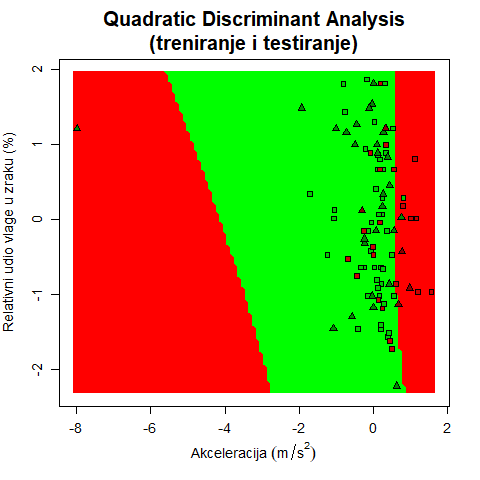 Quadratic Discriminant Analysis
(treniranje i testiranje)
Relativni udio vlage u zraku (%)
2
1
0
-1
-2
-8
-6
-4
-2
0
2
Akceleracija (m/s²)